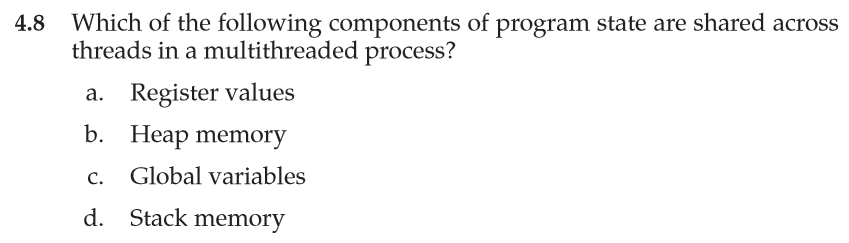 4.8 Which of the following components of program state are shared across
threads in a multithreaded process?
a. Register values
b. Heap memory
c. Global variables
d. Stack memory